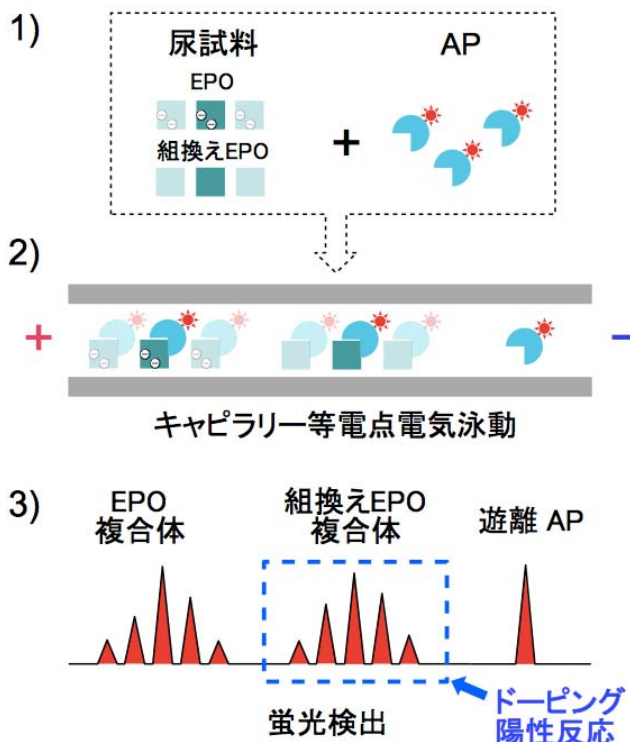 1)
尿試料
AP
EPO
組換えEPO
+
2)
+
−
キャピラリー等電点電気泳動
3)
EPO
複合体
組換えEPO
複合体
遊離 AP
蛍光検出
ドーピング
陽性反応